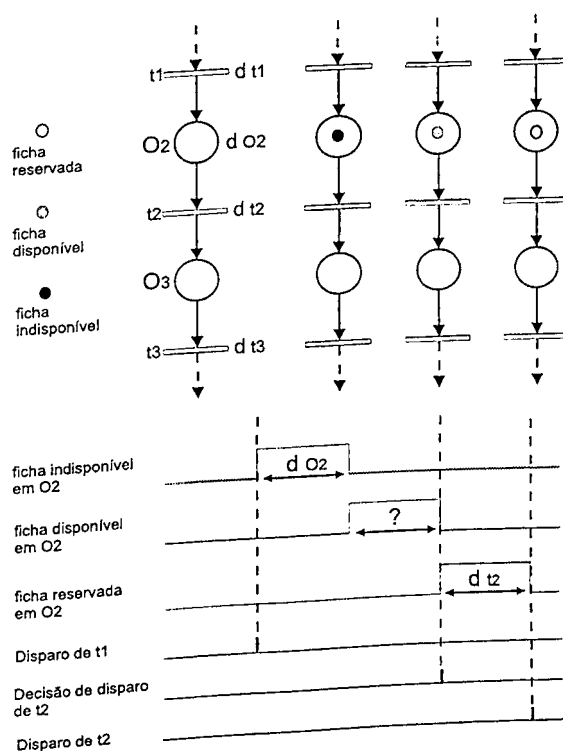 t1 d t1
ficha
reservada
O2 d O2
t2 d t2
ficha
disponível
O3
ficha
indisponível
t3 d t3
ficha indisponível
em O2
d O2
ficha disponível
em O2
?
ficha reservada
em O2
d t2
Disparo de t1
Decisão de disparo
de t2
Disparo de t2